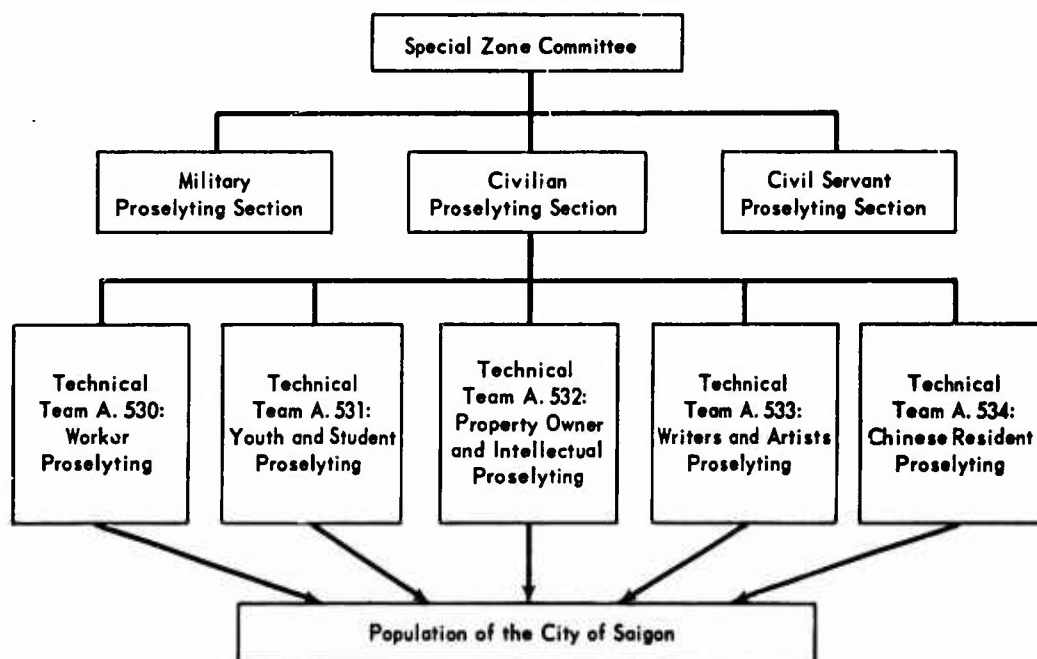 Special Zone Committee
Military
Proselyting Section
Civilian
Proselyting Section
Civil Servant
Proselyting Section
Technical
Team A. 530:
Worker
Proselyting
Technical
Team A. 531:
Youth and Student
Proselyting
Technical
Team A. 532:
Property Owner
and Intellectual
Proselyting
Technical
Team A. 533:
Writers and Artists
Proselyting
Technical
Team A. 534:
Chinese Resident
Proselyting
Population of the City of Saigon